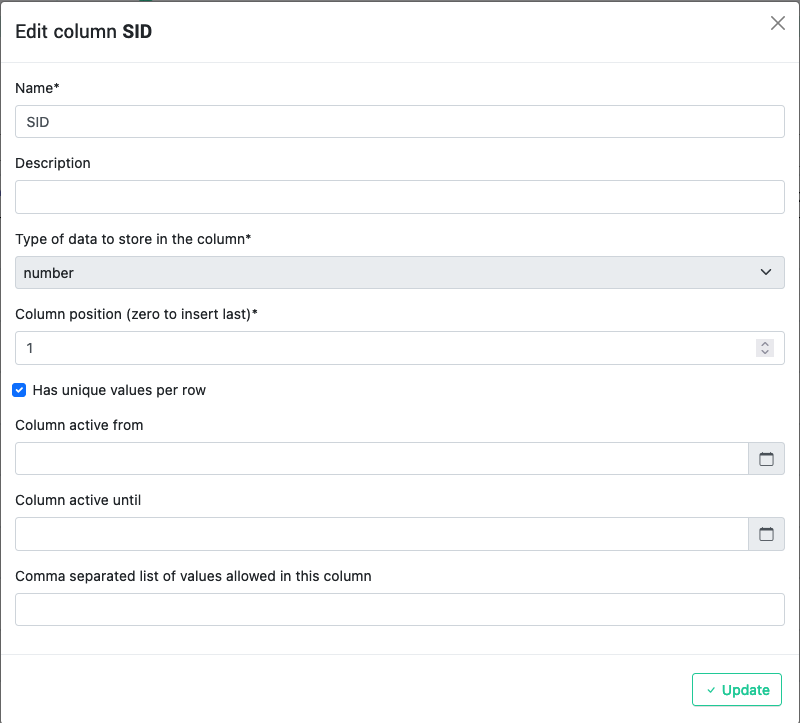 Edit column SID
Name*
SID
Description
Type of data to store in the column*
number
Column position (zero to insert last)*
1
Has unique values per row
Column active from
Column active until
Comma separated list of values allowed in this column
Update